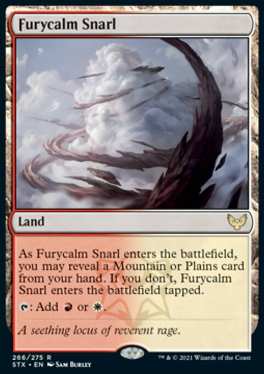 Furycalm Snarl
Land
As Furycalm Snarl enters the battlefield,
you may reveal a Mountain or Plains card
from your hand. If you don't, Furycalm
Snarl enters the battlefield tapped.
: Add or .
A seething locus of reverent rage.
266/275 R
STX • EN SAM BURLEY
™ & © 2021 Wizards of the Coast